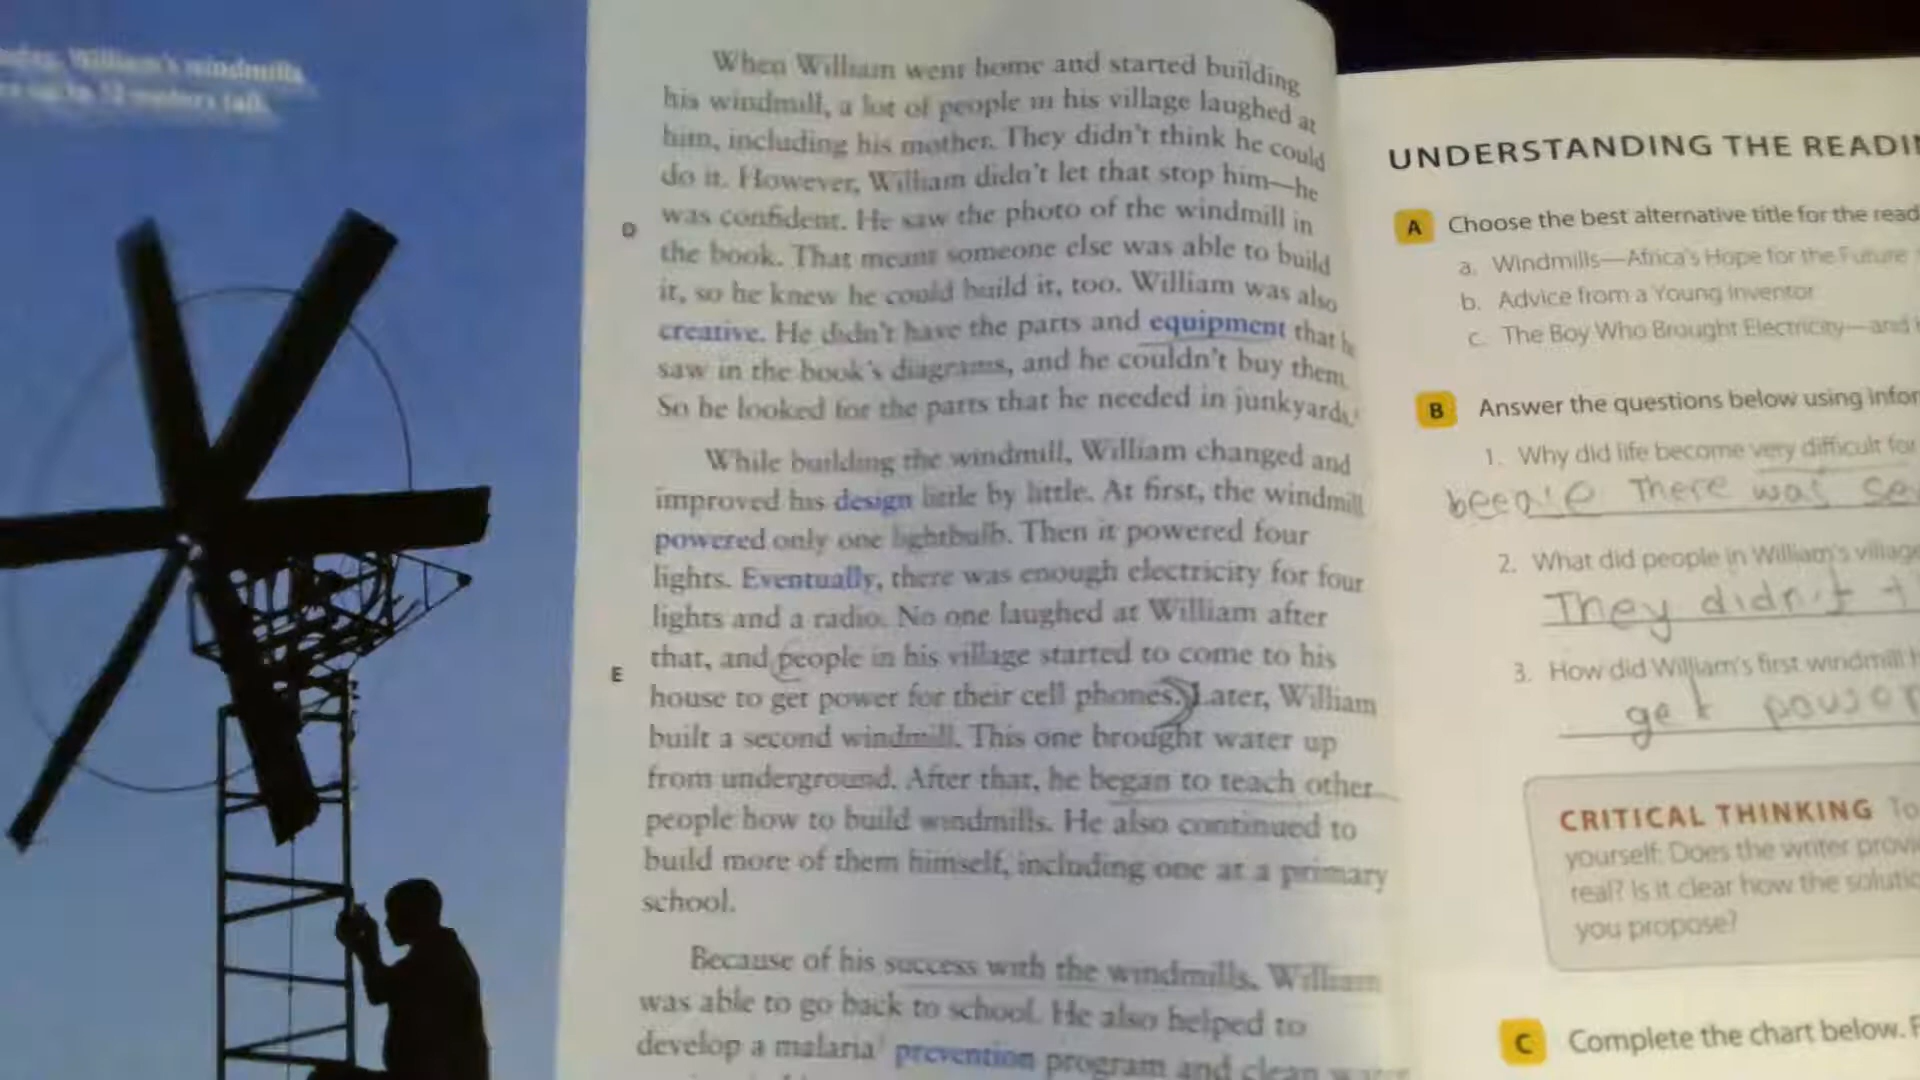 William's windmills
When William went home and started building
his windmill, a lot of people in his village laughed at
him, including his mother. They didn't think he could
do it. However, William didn't let that stop him—he
was confident. He saw the photo of the windmill in
D
the book. That meant someone else was able to build
it, so he knew he could build it, too. William was also
creative. He didn't have the parts and equipment that
saw in the book's diagrams, and he couldn't buy them.
So he looked for the parts that he needed in junkyards.
While building the windmill, William changed and
improved his design little by little. At first, the windmill
powered only one lightbulb. Then it powered four
lights. Eventually, there was enough electricity for four
lights and a radio. No one laughed at William after
that, and people in his village started to come to his
E
house to get power for their cell phones. Later, William
built a second windmill. This one brought water up
from underground. After that, he began to teach other
people how to build windmills. He also continued to
build more of them himself, including one at a primary
school.
Because of his success with the windmills, William
was able to go back to school. He also helped to
develop a malaria prevention program and clean water
UNDERSTANDING THE
A Choose the best alternative title for the
a. Windmills—Africa's Hope for the Future
b. Advice from a Young Inventor
c. The Boy Who Brought Electricity—and
B Answer the questions below using
1. Why did life become very difficult for
There was
2. What did people in William's
They didn't
3. How did William's first windmill
get
CRITICAL THINKING
yourself: Does the writer
real? Is it clear how the
you propose?
C Complete the chart below.